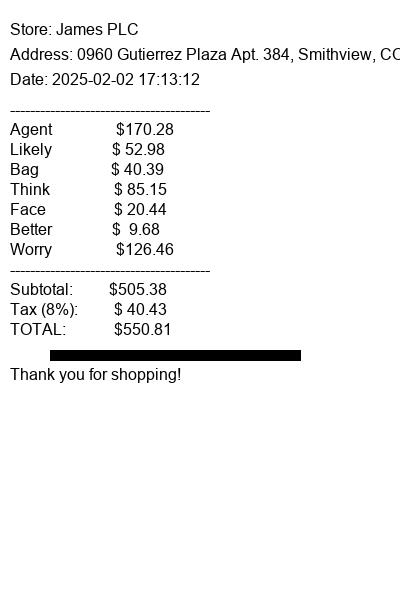 Store: James PLC
Address: 0960 Gutierrez Plaza Apt. 384, Smithview, CO
Date: 2025-02-02 17:13:12
------------------------------------------
Agent $170.28
Likely $ 52.98
Bag $ 40.39
Think $ 85.15
Face $ 20.44
Better $ 9.68
Worry $126.46
------------------------------------------
Subtotal: $505.38
Tax (8%): $ 40.43
TOTAL: $550.81
Thank you for shopping!